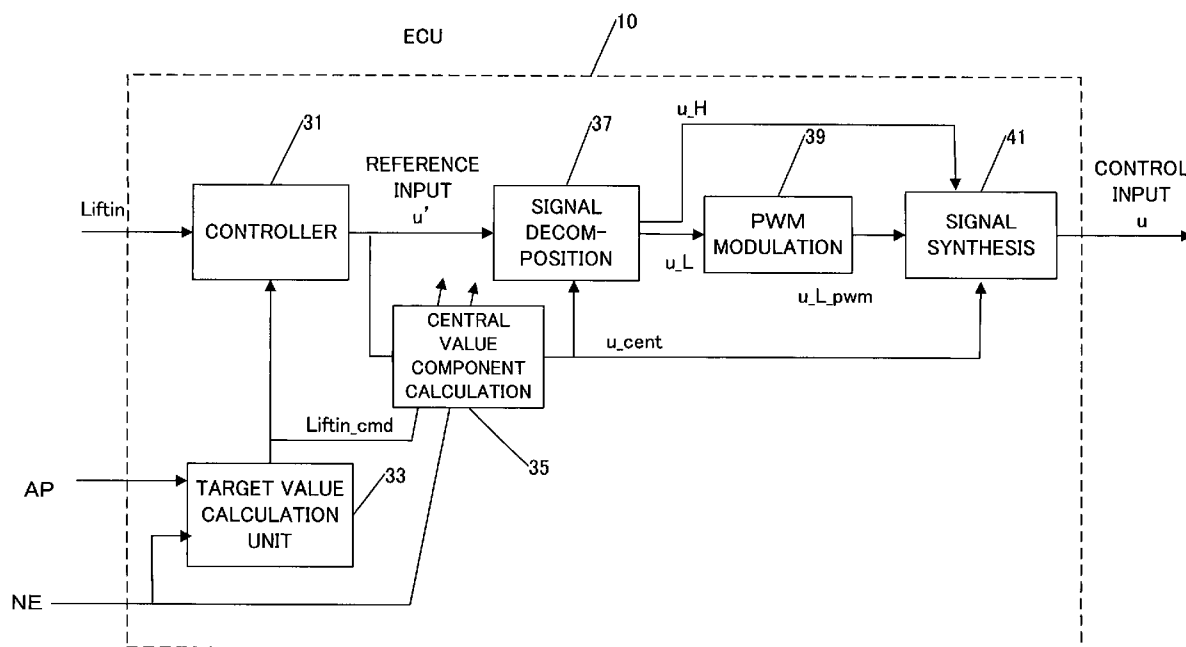 ECU
10
u_H
31
37
39
41
REFERENCE
INPUT
u'
CONTROL
INPUT
u
Liftin
CONTROLLER
SIGNAL
DECOM-
POSITION
PWM
MODULATION
SIGNAL
SYNTHESIS
u_L
u_L_pwm
CENTRAL
VALUE
COMPONENT
CALCULATION
u_cent
Liftin_cmd
35
33
AP
TARGET VALUE
CALCULATION
UNIT
NE